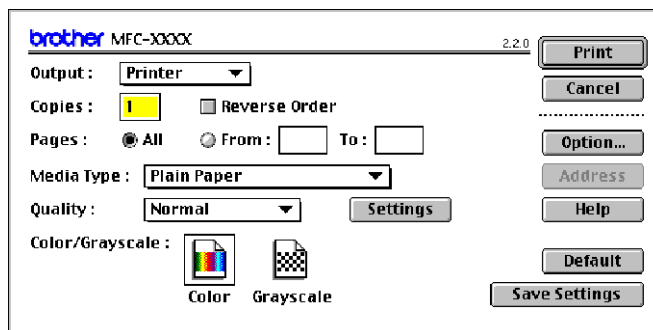 brother MFC-XXXX 2.2.0 Print
Output : Printer
Cancel
Copies : 1 Reverse Order
Pages : All From : To : Option...
Media Type : Plain Paper Address
Quality : Normal Settings Help
Color/Grayscale :
Default
Color Grayscale Save Settings